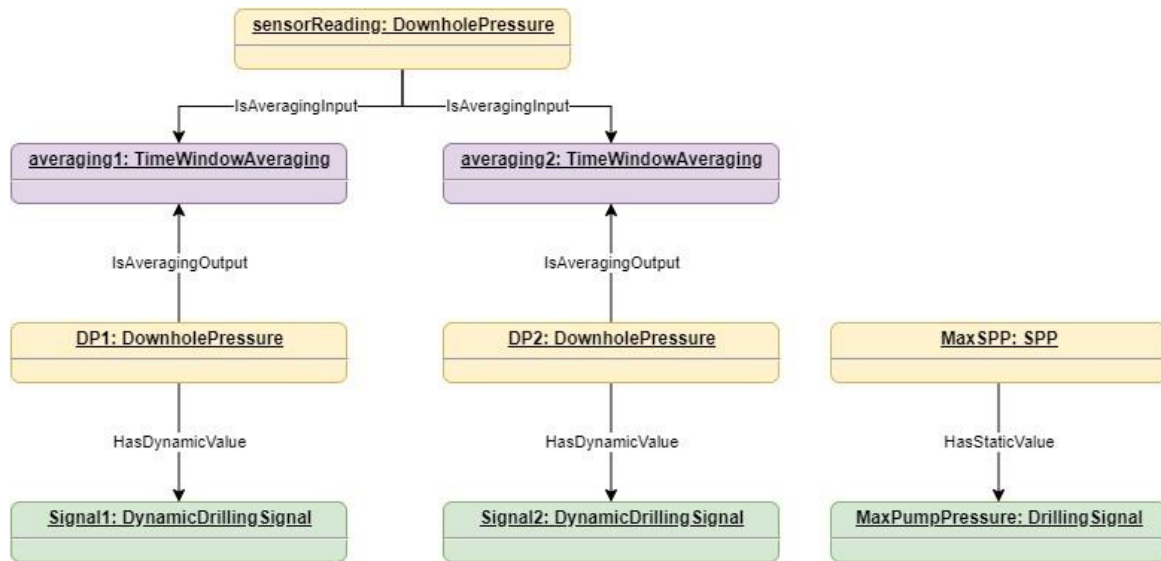 sensorReading: DownholePressure
IsAveragingInput IsAveragingInput
averaging1: TimeWindowAveraging averaging2: TimeWindowAveraging
IsAveragingOutput IsAveragingOutput
DP1: DownholePressure DP2: DownholePressure MaxSPP: SPP
HasDynamicValue HasDynamicValue HasStaticValue
Signal1: DynamicDrillingSignal Signal2: DynamicDrillingSignal MaxPumpPressure: DrillingSignal